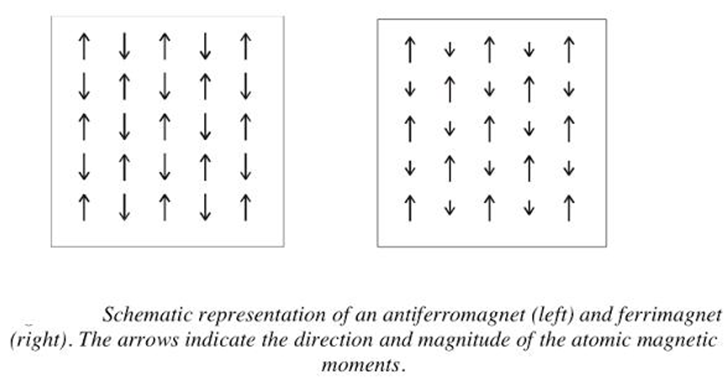 Schematic representation of an antiferromagnet (left) and ferrimagnet
(right). The arrows indicate the direction and magnitude of the atomic magnetic
moments.